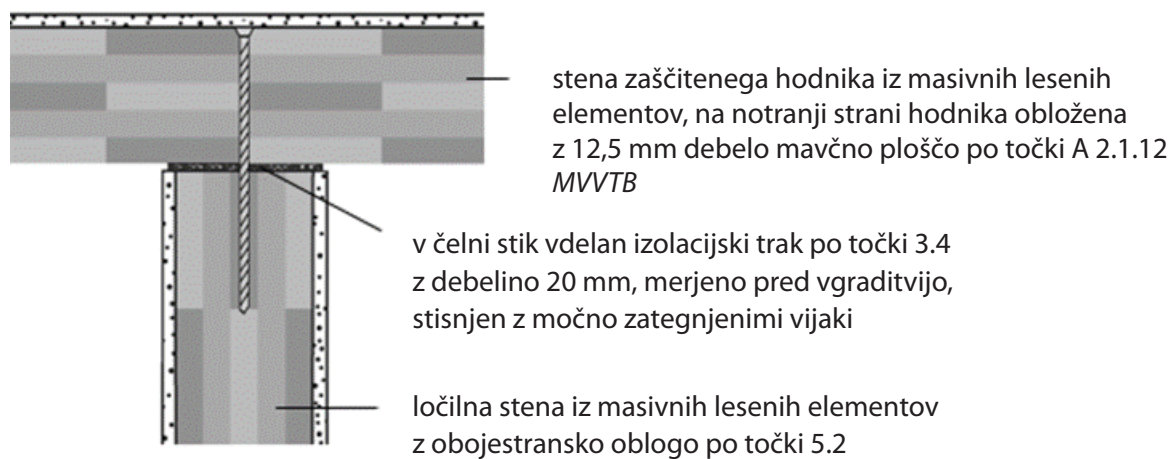 stena zaščitenega hodnika iz masivnih lesenih
elementov, na notranji strani hodnika obložena
z 12,5 mm debelo mavčno ploščo po točki A 2.1.12
MVVTB
v čelni stik vdelan izolacijski trak po točki 3.4
z debelino 20 mm, merjeno pred vgraditvijo,
stisnjen z močno zategnjenimi vijaki
ločilna stena iz masivnih lesenih elementov
z obojestransko oblogo po točki 5.2